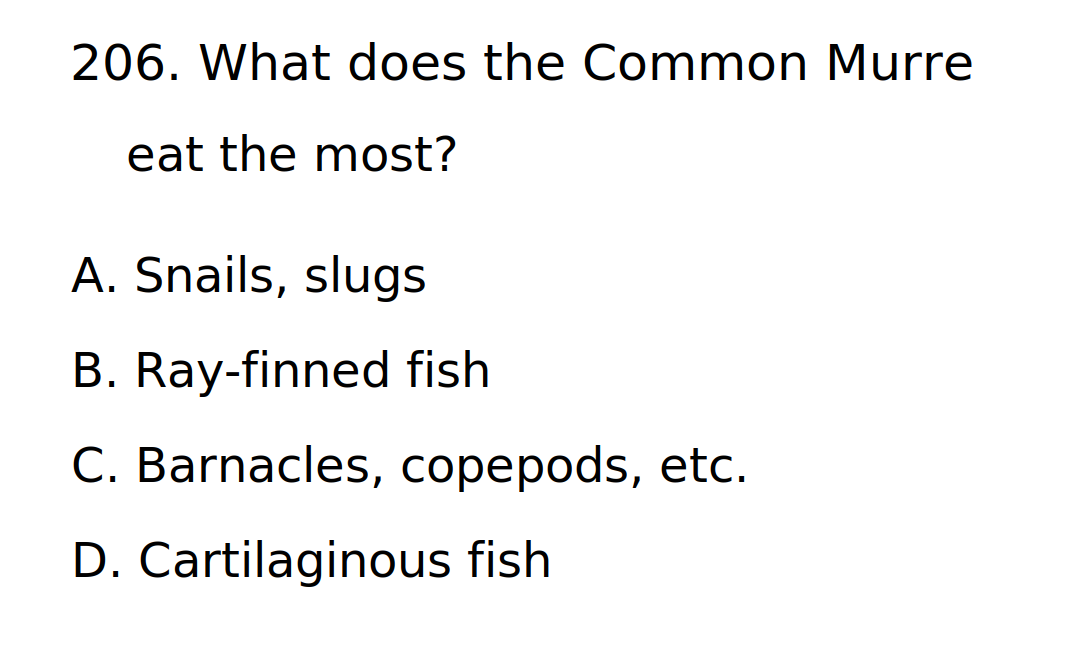 206. What does the Common Murre
eat the most?
A. Snails, slugs
B. Ray-finned fish
C. Barnacles, copepods, etc.
D. Cartilaginous fish